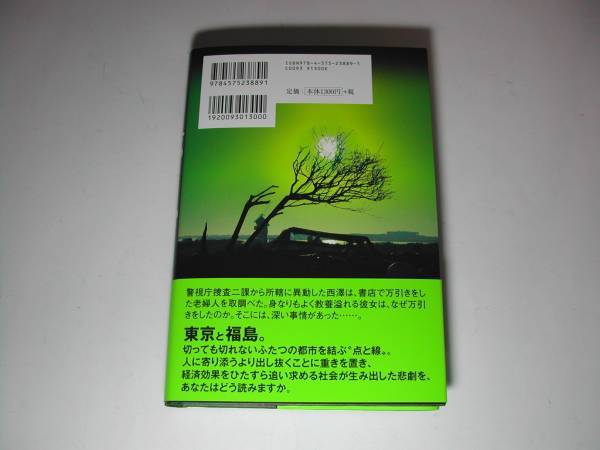 9784575238891
1920093013000
ISBN978-4-575-23889-1
C0093 ¥1300E
定価：本体1300円+税
警視庁捜査二課から所轄に異動した西澤は、書店で万引きをし
た老婦人を取調べた。身なりもよく教養溢れる彼女は、なぜ万引
きをしたのか。そこには、深い事情があった……。
東京と福島。
切っても切れないふたつの都市を結ぶ〝点と線〟。
人に寄り添うより出し抜くことに重きを置き、
経済効果をひたすら追い求める社会が生み出した悲劇を、
あなたはどう読みますか。